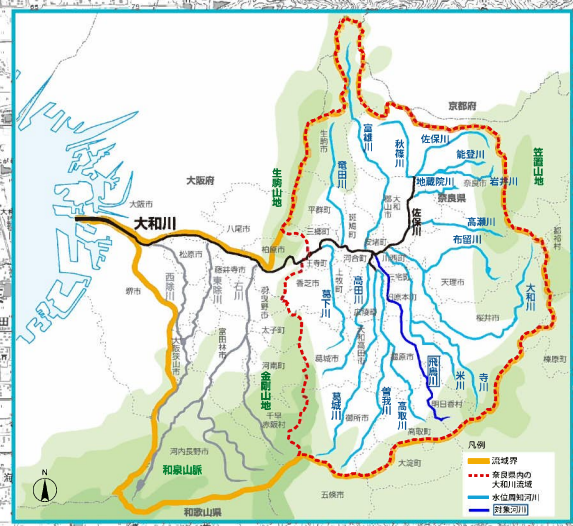 京都府
佐保川
秋篠川
富雄川
能登川
生駒市
竜田川
笠置山地
地蔵院川
奈良市
岩井川
奈良県
生駒山地
大阪府
大和郡山市
佐保川
平群町
斑鳩町
高瀬川
大阪市
大和川
布留川
八尾市
三郷町
安堵町
柏原市
王寺町
河合町
川西町
松原市
三宅町
香芝市
上牧町
天理市
藤井寺市
西除川
東除川
石川
羽曳野市
葛下川
高田川
田原本町
広陵町
大和川
堺市
桜井市
太子町
富田林市
大和高田市
大阪狭山市
葛城市
橿原市
飛鳥川
河南町
榛原町
金剛山地
米川
寺川
葛城川
曽我川
高取川
明日香村
千早
赤阪村
御所市
高取町
河内長野市
大淀町
和泉山脈
五條市
和歌山県
N
凡例
流域界
奈良県内の
大和川流域
水位周知河川
対象河川